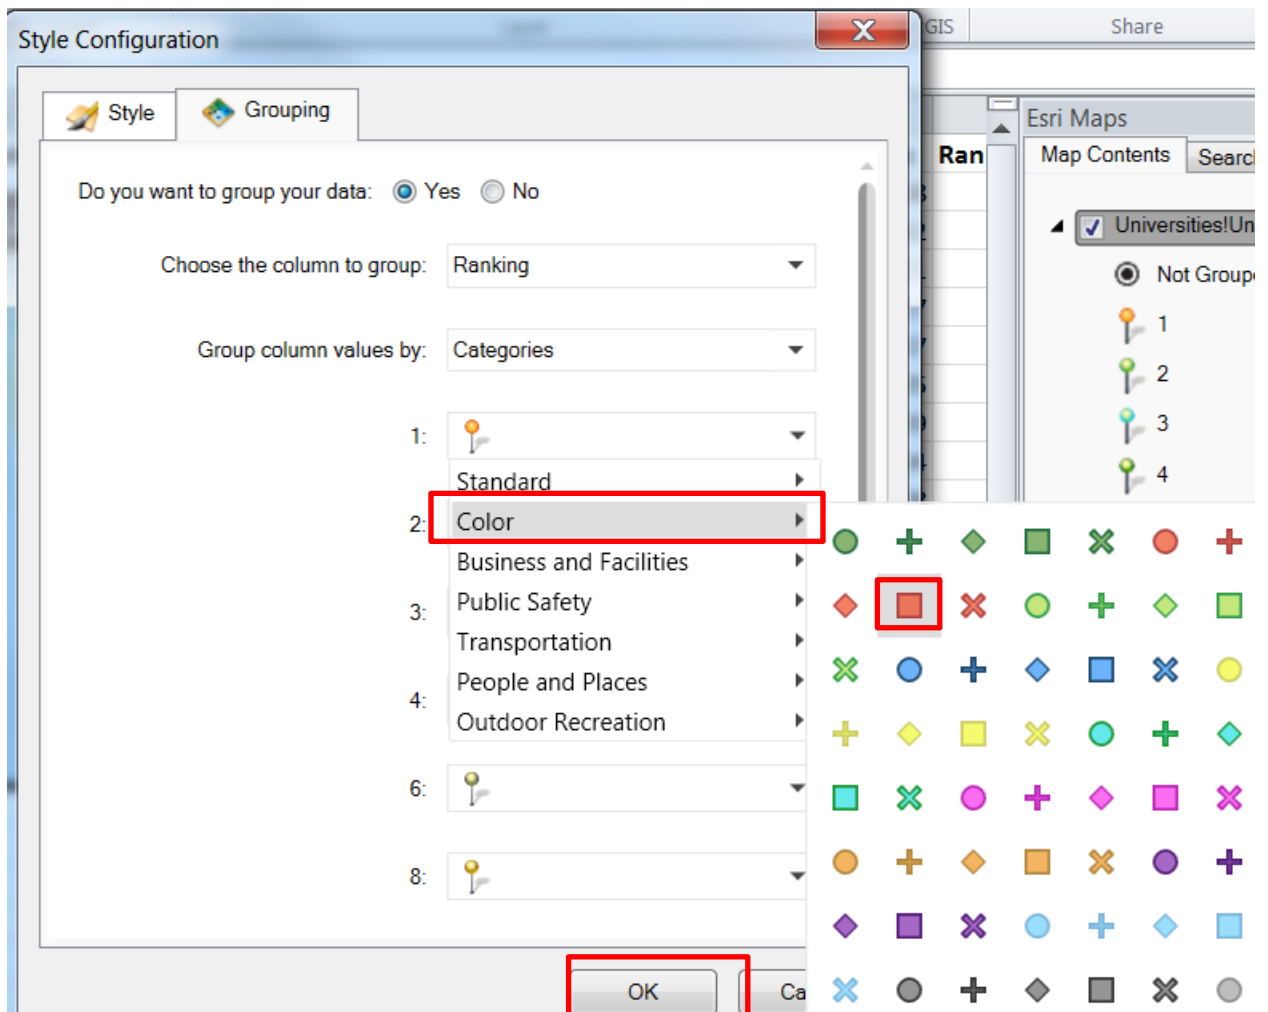 Style Configuration
GIS
Share
Style
Grouping
Esri Maps
Map Contents
Do you want to group your data:
Yes
No
Choose the column to group:
Ranking
Universities!Un
Not Group
Group column values by:
Categories
1
2
3
4
1:
Standard
2:
Color
Business and Facilities
3:
Public Safety
Transportation
4:
People and Places
Outdoor Recreation
6:
8:
OK